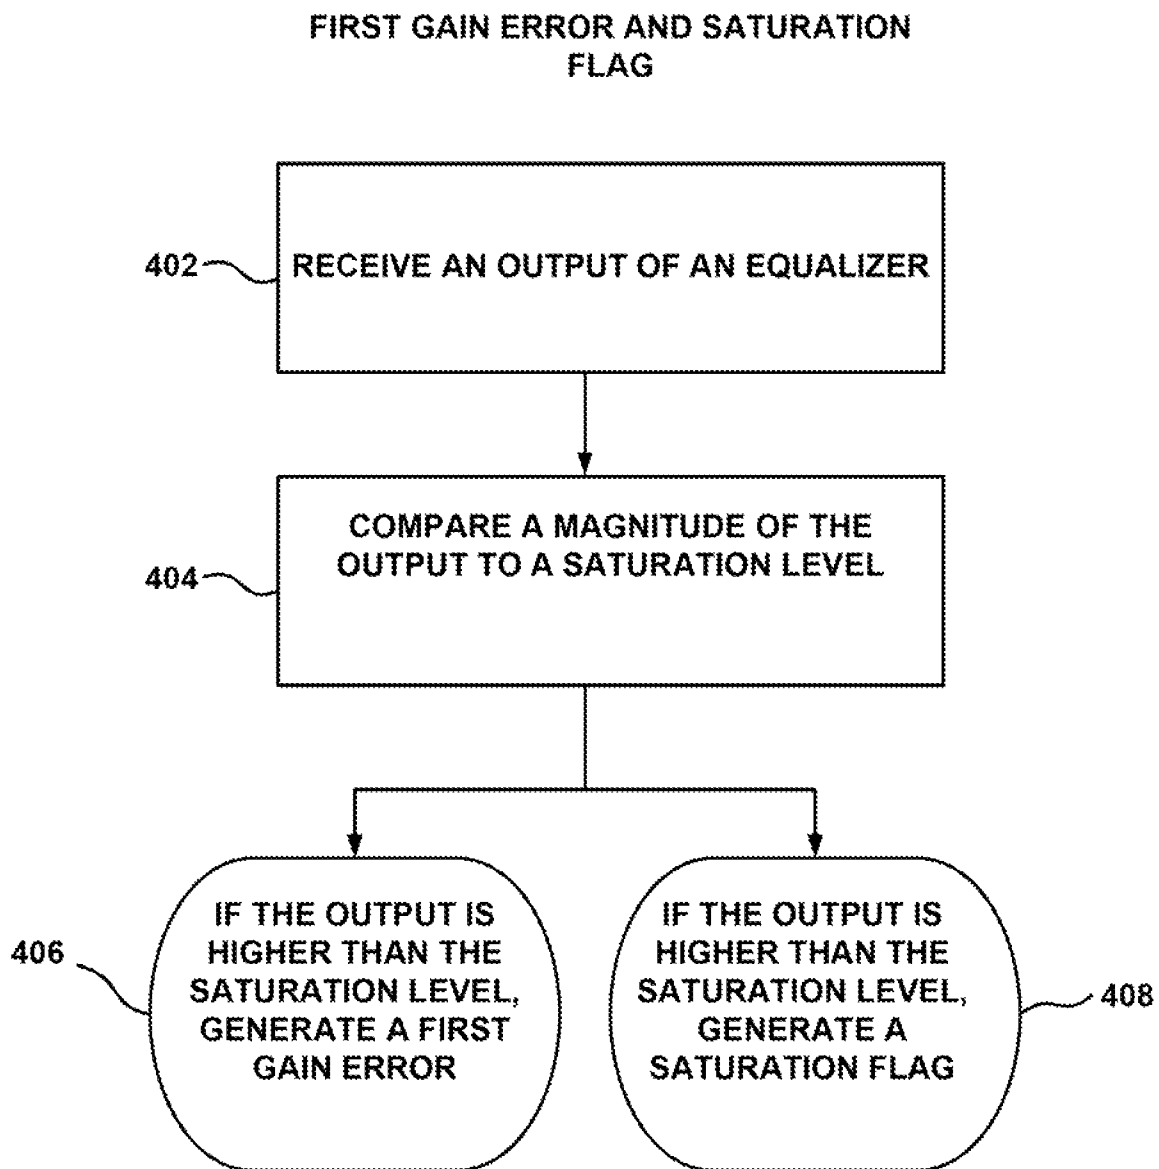 FIRST GAIN ERROR AND SATURATION
FLAG
402
RECEIVE AN OUTPUT OF AN EQUALIZER
COMPARE A MAGNITUDE OF THE
OUTPUT TO A SATURATION LEVEL
404
IF THE OUTPUT IS
HIGHER THAN THE
SATURATION LEVEL,
GENERATE A FIRST
GAIN ERROR
406
IF THE OUTPUT IS
HIGHER THAN THE
SATURATION LEVEL,
GENERATE A
SATURATION FLAG
408